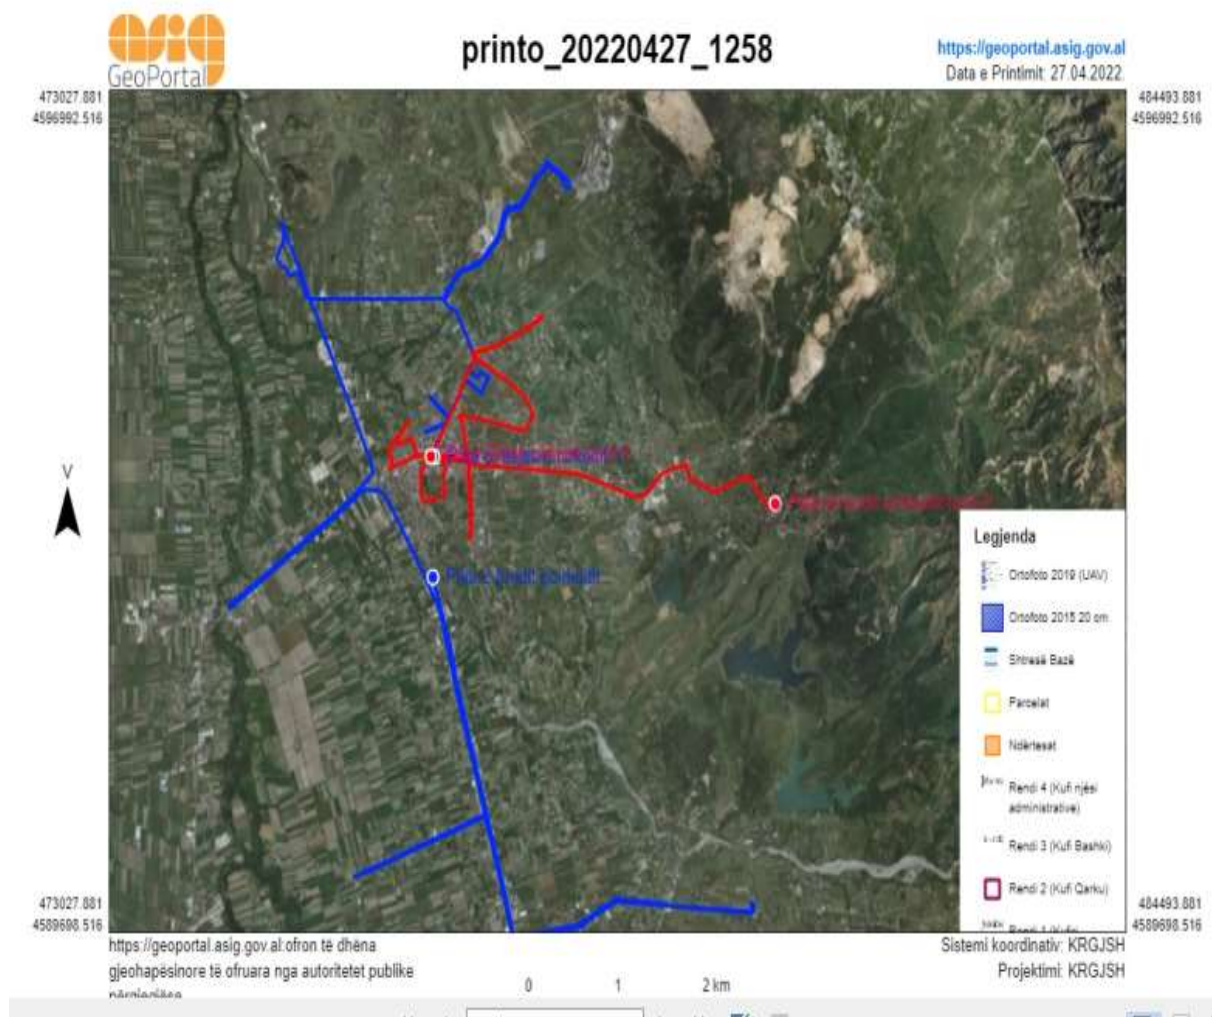 asig
GeoPortal
printo_20220427_1258
https://geoportal.asig.gov.al
Data e Printimit: 27.04.2022.
473027.881
4596992.516
484493.881
4596992.516
V
Legjenda
Ortofoto 2019 (UAV)
Ortofoto 2015 20 cm
Shtresë Bazë
Parcelat
Ndërtesat
Rendi 4 (Kufi njësi
administrative)
Rendi 3 (Kufi Bashki)
Rendi 2 (Kufi Qarku)
473027.881
4589698.516
484493.881
4589698.516
https://geoportal.asig.gov.al ofron të dhëna
gjeohapësinore të ofruara nga autoritetet publike
përgjegjëse
Sistemi koordinativ: KRGJSH
Projektimi: KRGJSH
0 1 2 km